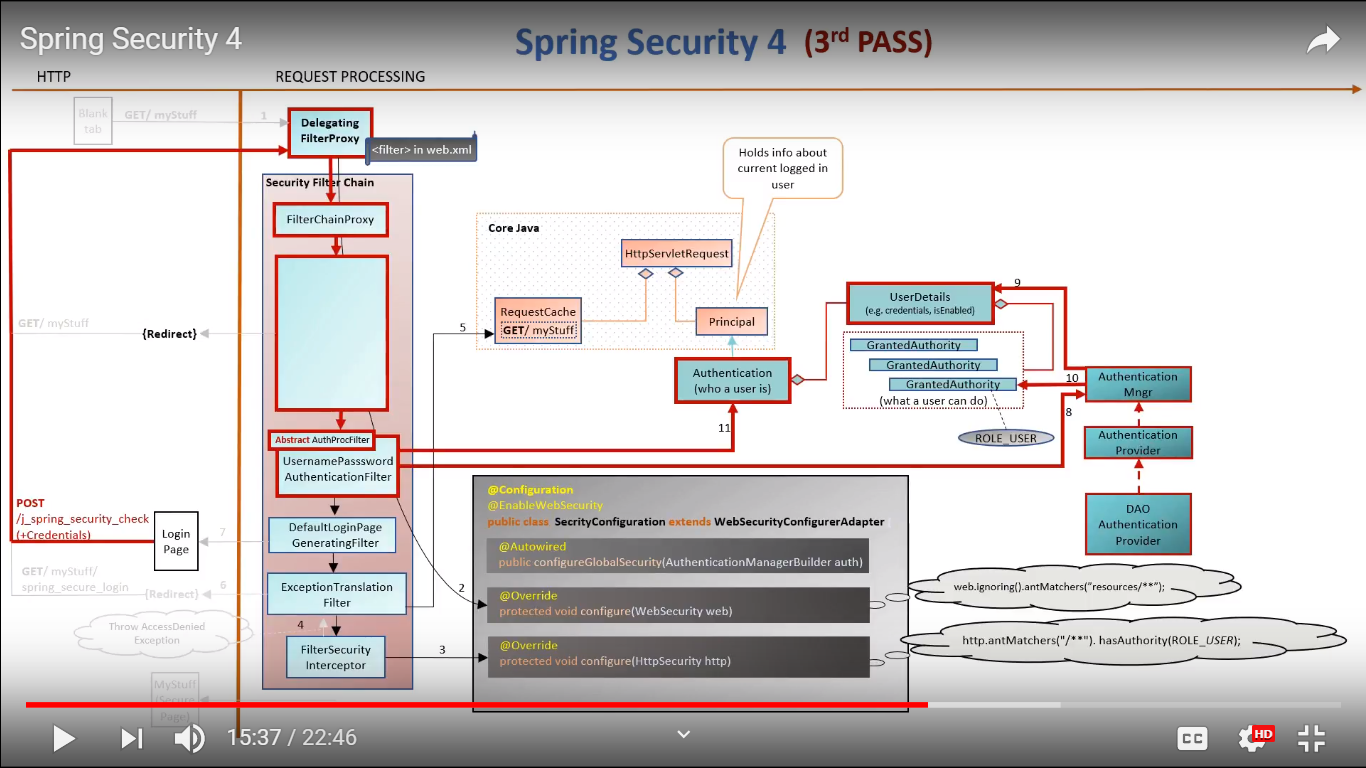 Spring Security 4
Spring Security 4 (3rd PASS)
HTTP
REQUEST PROCESSING
Blank
tab
GET/ myStuff
1
Delegating
FilterProxy
<filter> in web.xml
Security Filter Chain
FilterChainProxy
Holds info about
current logged in
user
Core Java
HttpServletRequest
RequestCache
GET/ myStuff
Principal
5
GET/ myStuff
{Redirect}
UserDetails
(e.g. credentials, isEnabled)
9
GrantedAuthority
GrantedAuthority
GrantedAuthority
(what a user can do)
ROLE_USER
Authentication
(who a user is)
10
8
Authentication
Mngr
Authentication
Provider
DAO
Authentication
Provider
11
Abstract AuthProcFilter
UsernamePasssword
AuthenticationFilter
POST
/j_spring_security_check
(+Credentials)
Login
Page
7
DefaultLoginPage
GeneratingFilter
GET/ myStuff/
spring_secure_login
{Redirect}
6
ExceptionTranslation
Filter
2
Throw AccessDenied
Exception
4
FilterSecurity
Interceptor
3
MyStuff
(Secure
Page)
@Configuration
@EnableWebSecurity
public class SecrityConfiguration extends WebSecurityConfigurerAdapter
@Autowired
public configureGlobalSecurity(AuthenticationManagerBuilder auth)
@Override
protected void configure(WebSecurity web)
@Override
protected void configure(HttpSecurity http)
web.ignoring().antMatchers("resources/**");
http.antMatchers("/**"). hasAuthority(ROLE_USER);
15:37 / 22:46
CC
HD